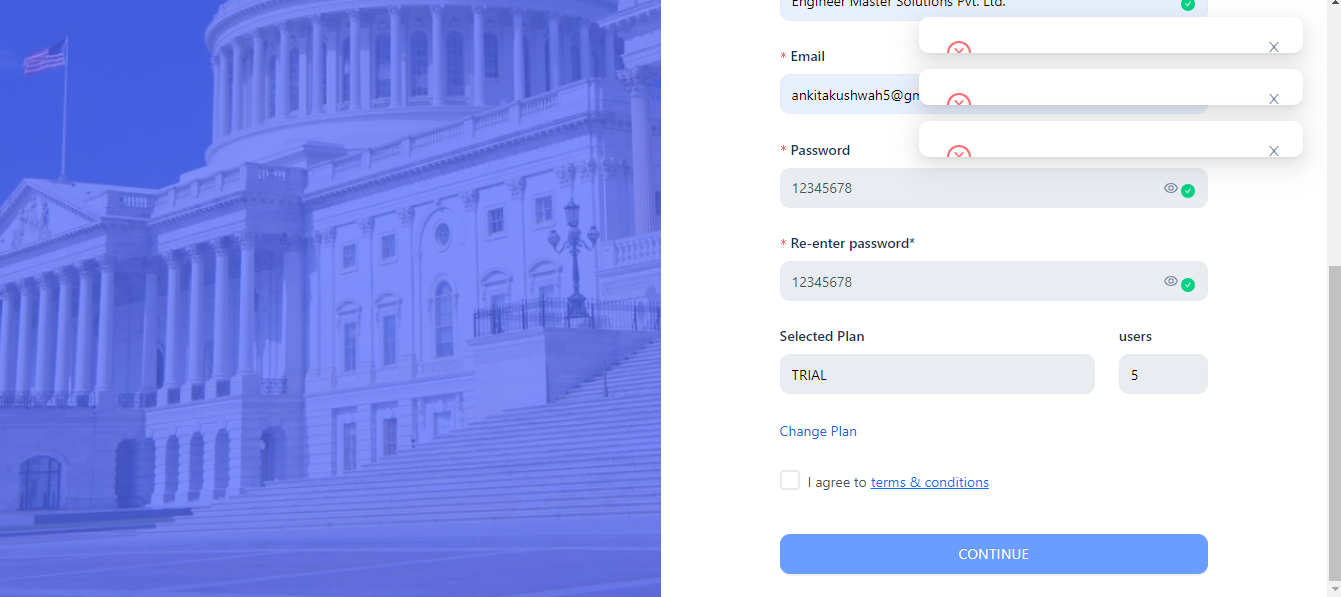 Engineer Master Solutions Pvt. Ltd.
X
* Email
X
ankitakushwah5@gm
X
* Password
12345678
* Re-enter password*
12345678
Selected Plan
users
TRIAL
5
Change Plan
I agree to terms & conditions
CONTINUE